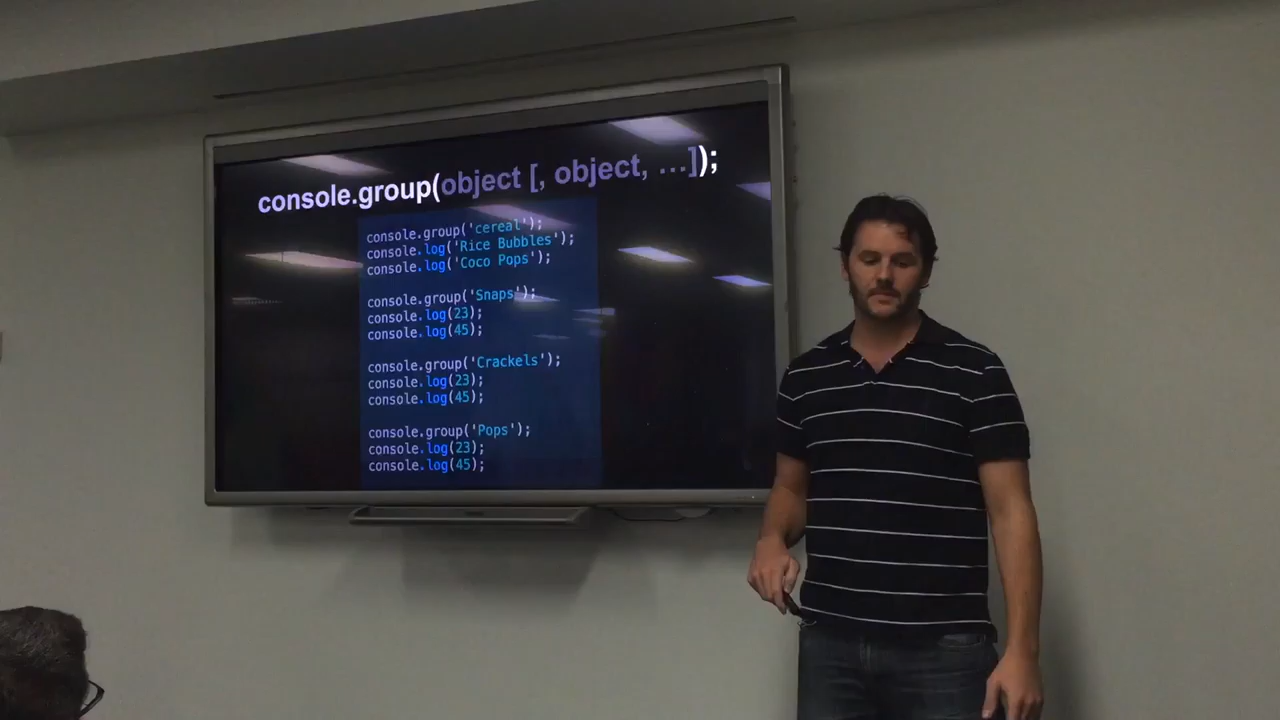 console.group(object [, object, …]);
console.group('cereal');
console.log('Rice Bubbles');
console.log('Coco Pops');
console.group('Snaps');
console.log(23);
console.log(45);
console.group('Crackels');
console.log(23);
console.log(45);
console.group('Pops');
console.log(23);
console.log(45);